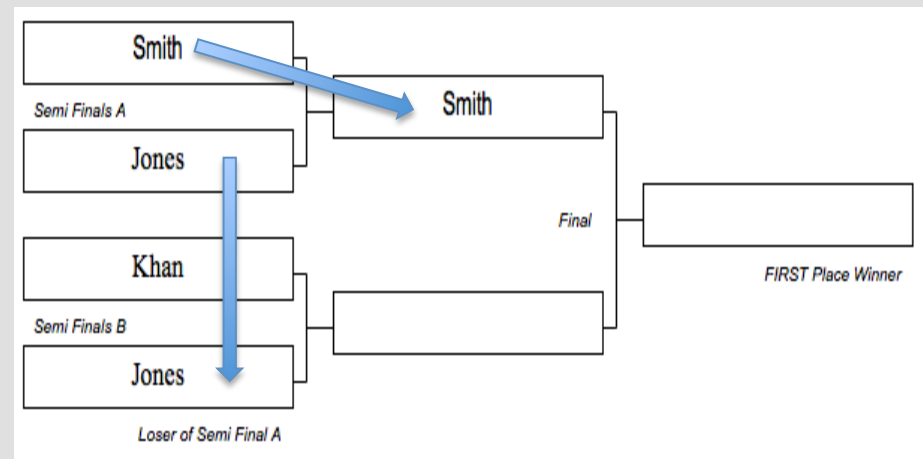 Smith
Semi Finals A
Jones
Smith
Khan
Semi Finals B
Jones
Loser of Semi Final A
Final
FIRST Place Winner